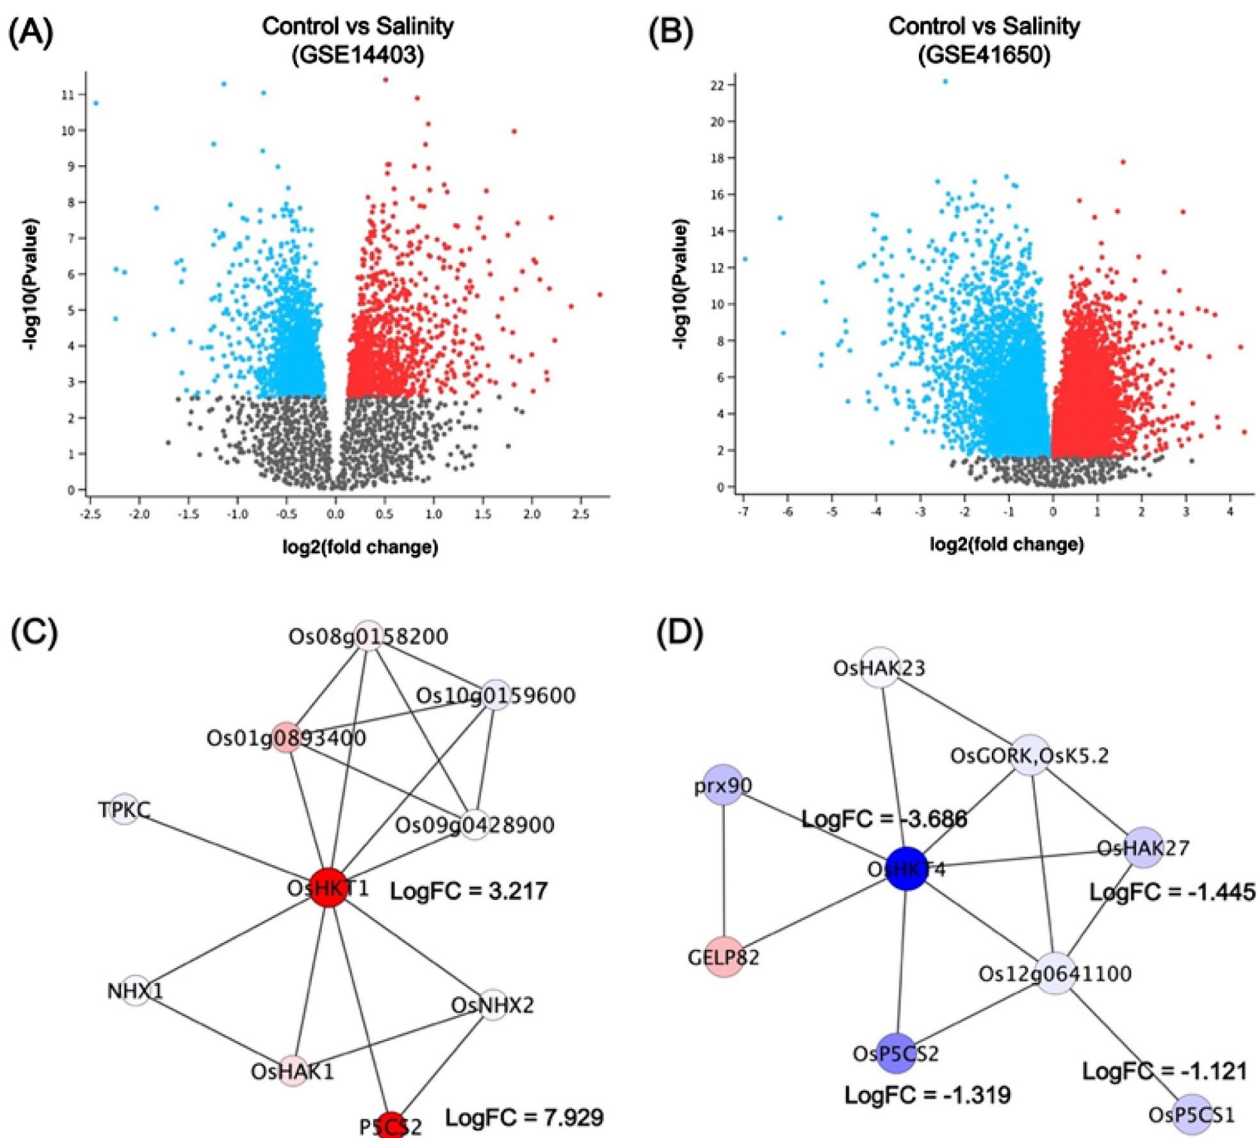 (A)
Control vs Salinity
(GSE14403)
-log10(Pvalue)
11
10
9
8
7
6
5
4
3
2
1
0
-2.5 -2.0 -1.5 -1.0 -0.5 0.0 0.5 1.0 1.5 2.0 2.5
log2(fold change)
(B)
Control vs Salinity
(GSE41650)
-log10(Pvalue)
22
20
18
16
14
12
10
8
6
4
2
0
-7 -6 -5 -4 -3 -2 -1 0 1 2 3 4
log2(fold change)
(C)
Os08g0158200
Os10g0159600
Os01g0893400
TPKC
Os09g0428900
OsHKT1 LogFC = 3.217
NHX1
OsNHX2
OsHAK1
P5CS2 LogFC = 7.929
(D)
OsHAK23
OsGORK,OsK5.2
prx90
LogFC = -3.686
OsHAK27
OsHKT4
LogFC = -1.445
GELP82
Os12g0641100
OsP5CS2
LogFC = -1.121
LogFC = -1.319
OsP5CS1